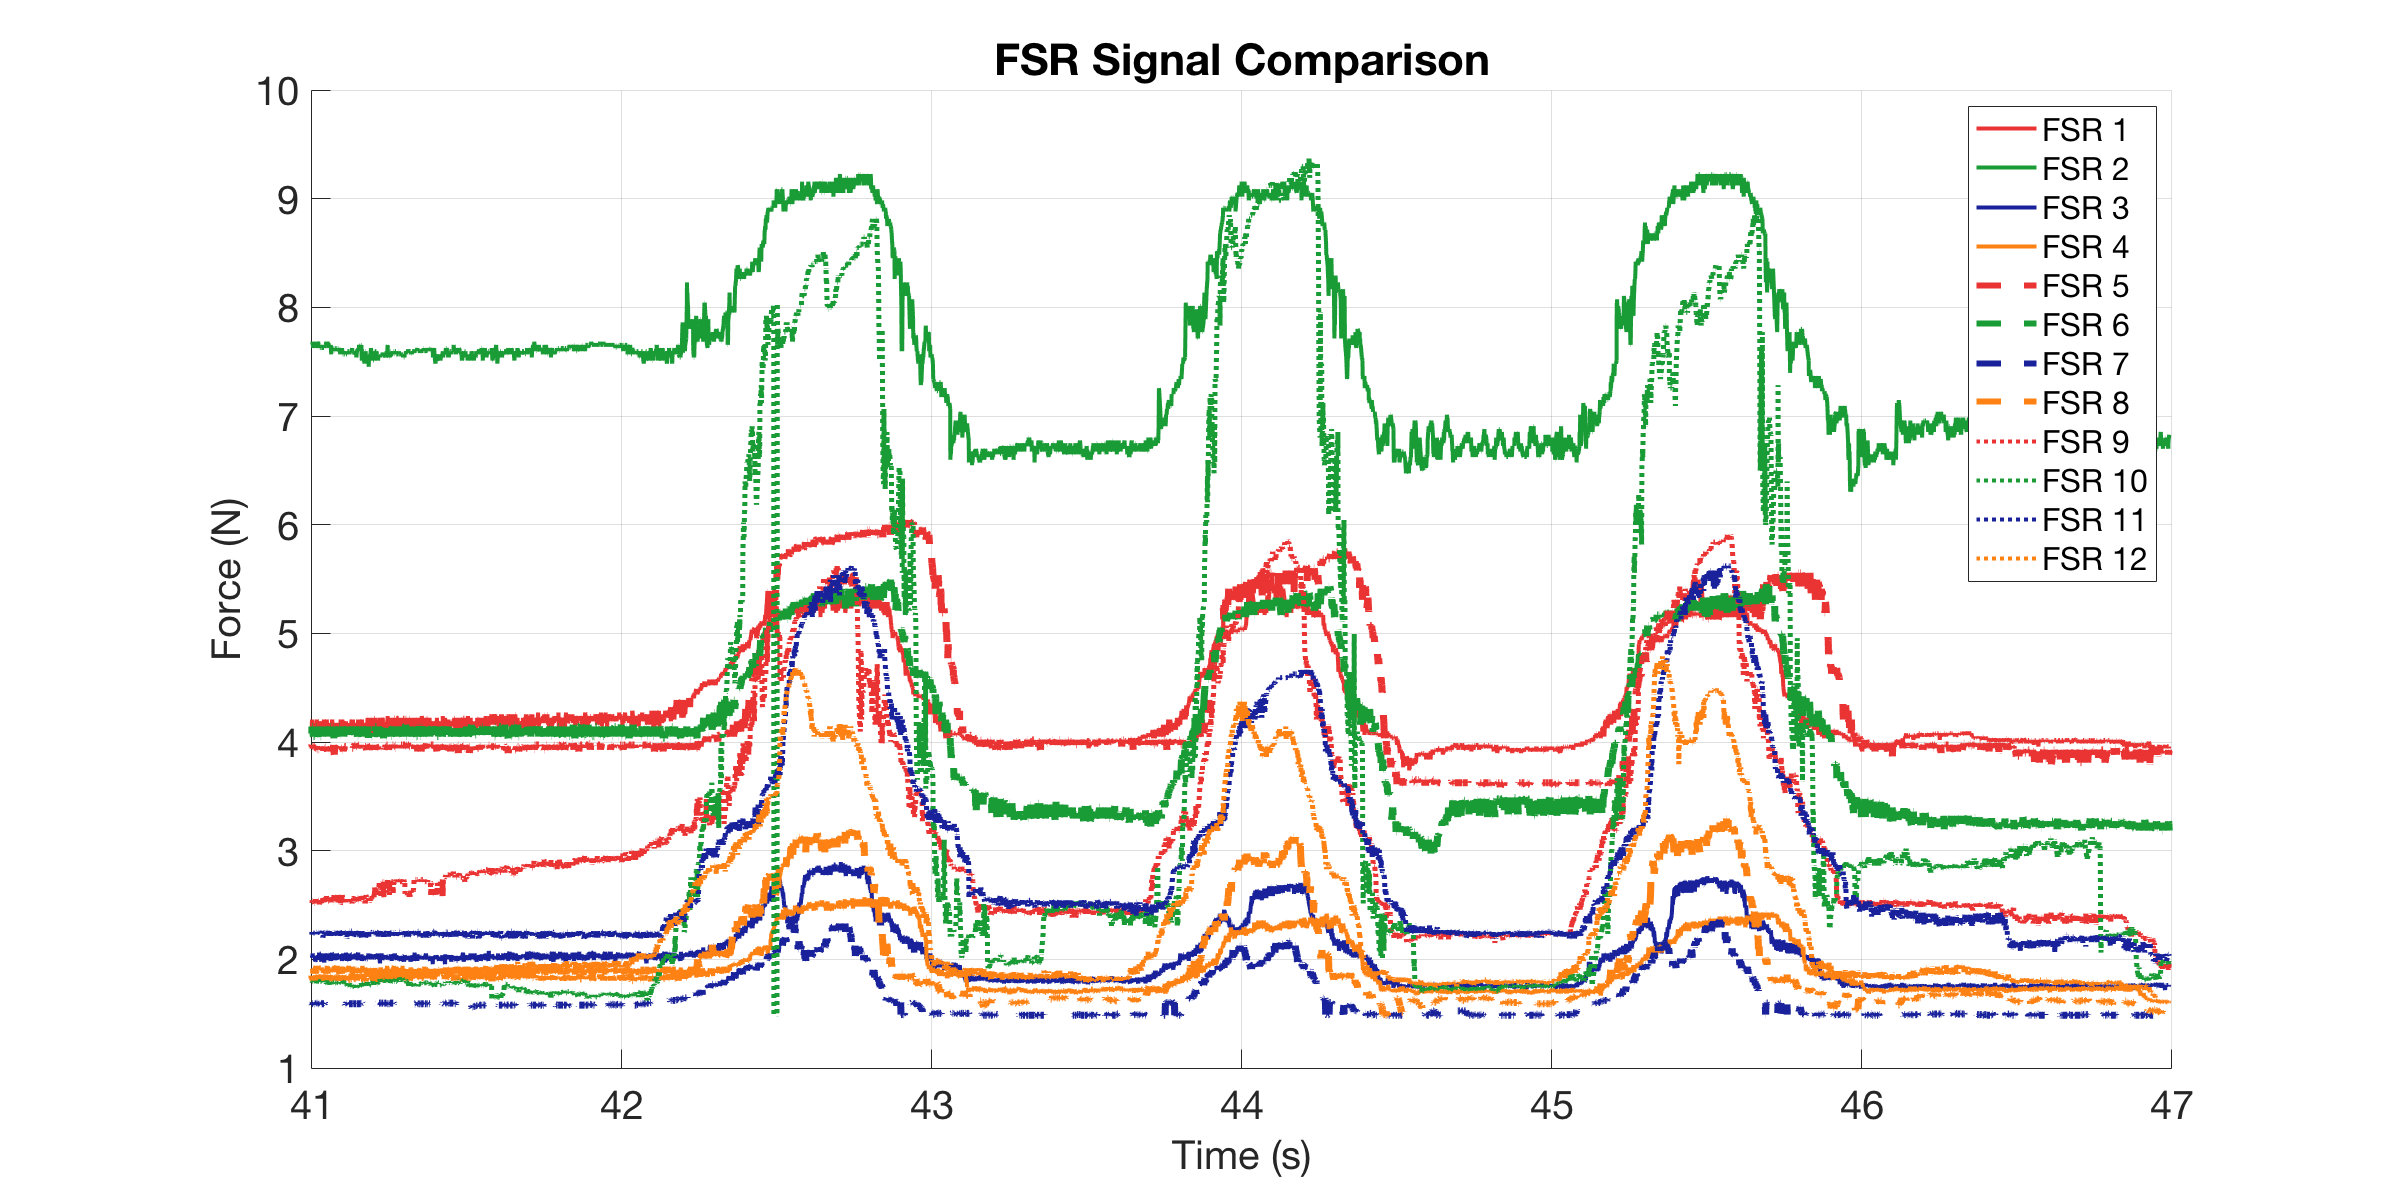 FSR Signal Comparison
10
9
8
7
6
5
4
3
2
1
Force (N)
41 42 43 44 45 46 47
Time (s)
FSR 1
FSR 2
FSR 3
FSR 4
FSR 5
FSR 6
FSR 7
FSR 8
FSR 9
FSR 10
FSR 11
FSR 12